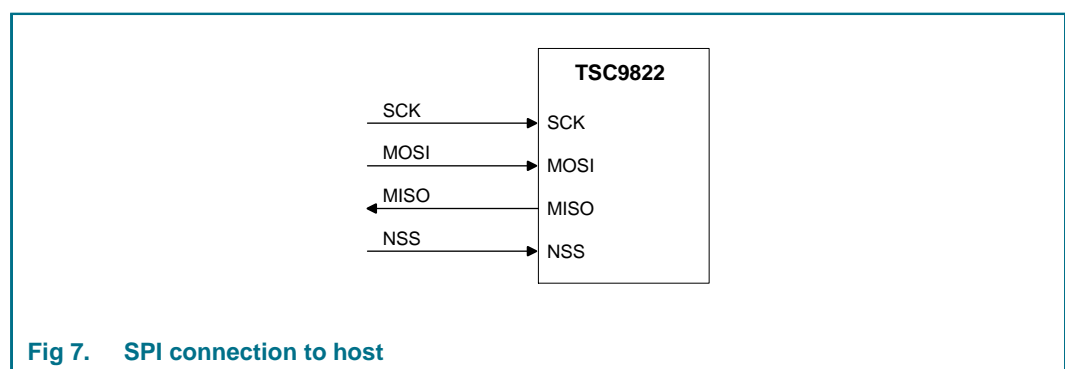 TSC9822
SCK
SCK
MOSI
MOSI
MISO
MISO
NSS
NSS
Fig 7. SPI connection to host